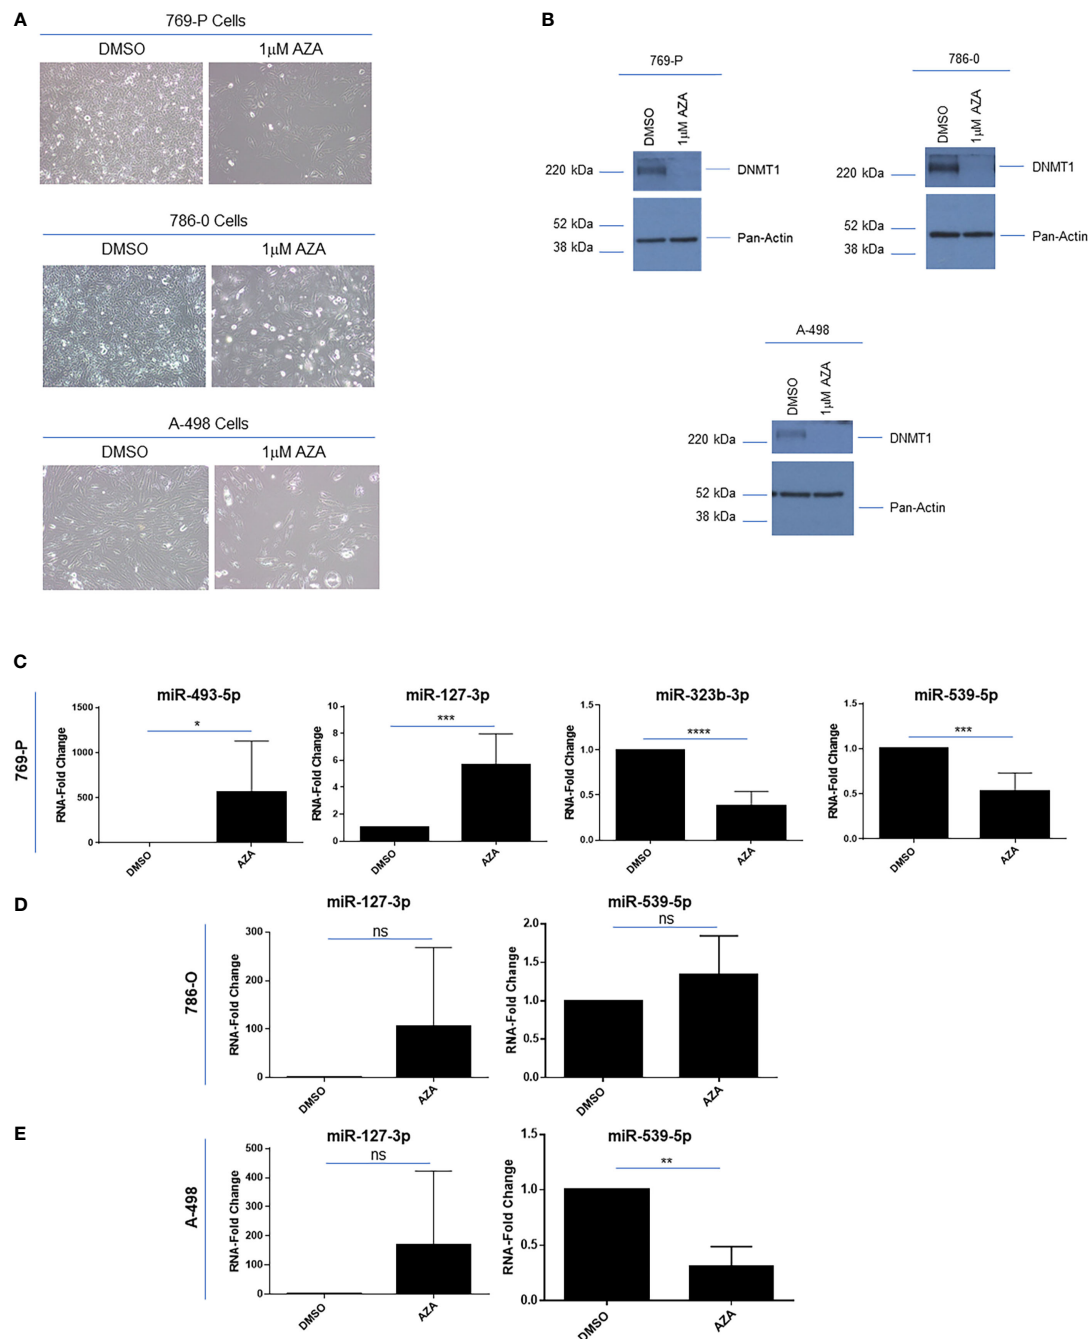 A
769-P Cells
DMSO 1µM AZA
786-0 Cells
DMSO 1µM AZA
A-498 Cells
DMSO 1µM AZA
B
769-P
DMSO
1µM AZA
220 kDa
DNMT1
52 kDa
38 kDa
Pan-Actin
786-0
DMSO
1µM AZA
220 kDa
DNMT1
52 kDa
38 kDa
Pan-Actin
A-498
DMSO
1µM AZA
220 kDa
DNMT1
52 kDa
38 kDa
Pan-Actin
C
769-P
miR-493-5p
RNA-Fold Change
1500
1000
500
0
*
DMSO
AZA
miR-127-3p
RNA-Fold Change
10
8
6
4
2
0
***
DMSO
AZA
miR-323b-3p
RNA-Fold Change
1.5
1.0
0.5
0.0
****
DMSO
AZA
miR-539-5p
RNA-Fold Change
1.5
1.0
0.5
0.0
***
DMSO
AZA
D
786-O
miR-127-3p
RNA-Fold Change
300
200
100
0
ns
DMSO
AZA
miR-539-5p
RNA-Fold Change
2.0
1.5
1.0
0.5
0.0
ns
DMSO
AZA
E
A-498
miR-127-3p
RNA-Fold Change
500
400
300
200
100
0
ns
DMSO
AZA
miR-539-5p
RNA-Fold Change
1.5
1.0
0.5
0.0
**
DMSO
AZA